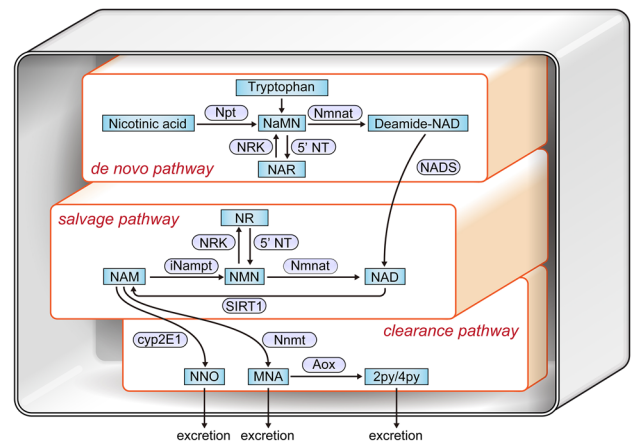 Tryptophan
Nicotinic acid
Npt
NaMN
Nmnat
Deamide-NAD
NRK
5' NT
NAR
de novo pathway
NADS
salvage pathway
NR
NRK
5' NT
NAM
iNampt
NMN
Nmnat
NAD
SIRT1
clearance pathway
cyp2E1
Nnmt
NNO
MNA
Aox
2py/4py
excretion
excretion
excretion